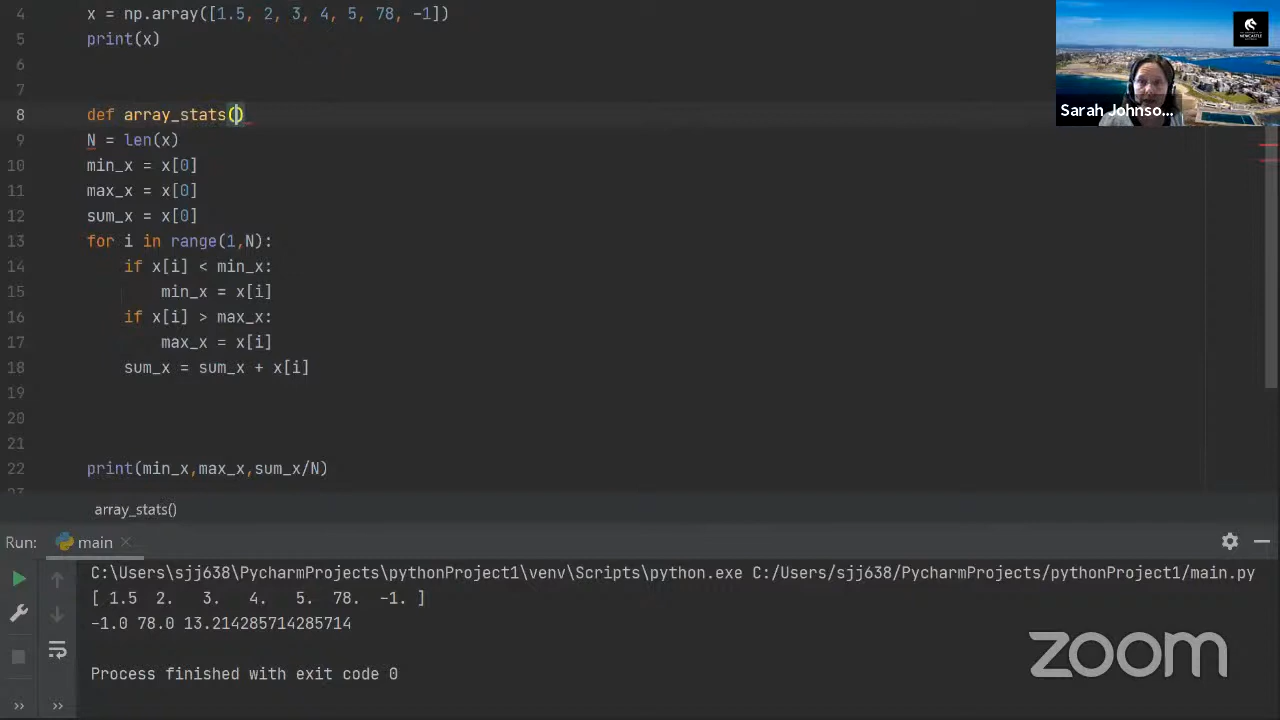 4 x = np.array([1.5, 2, 3, 4, 5, 78, -1])
5 print(x)
6
7
8 def array_stats()
9 N = len(x)
10 min_x = x[0]
11 max_x = x[0]
12 sum_x = x[0]
13 for i in range(1,N):
14 if x[i] < min_x:
15 min_x = x[i]
16 if x[i] > max_x:
17 max_x = x[i]
18 sum_x = sum_x + x[i]
19
20
21
22 print(min_x,max_x,sum_x/N)
23
array_stats()
Sarah Johnso...
NEWCASTLE
Run: main
C:\Users\sjj638\PycharmProjects\pythonProject1\venv\Scripts\python.exe C:/Users/sjj638/PycharmProjects/pythonProject1/main.py
[ 1.5 2. 3. 4. 5. 78. -1. ]
-1.0 78.0 13.214285714285714
Process finished with exit code 0
zoom